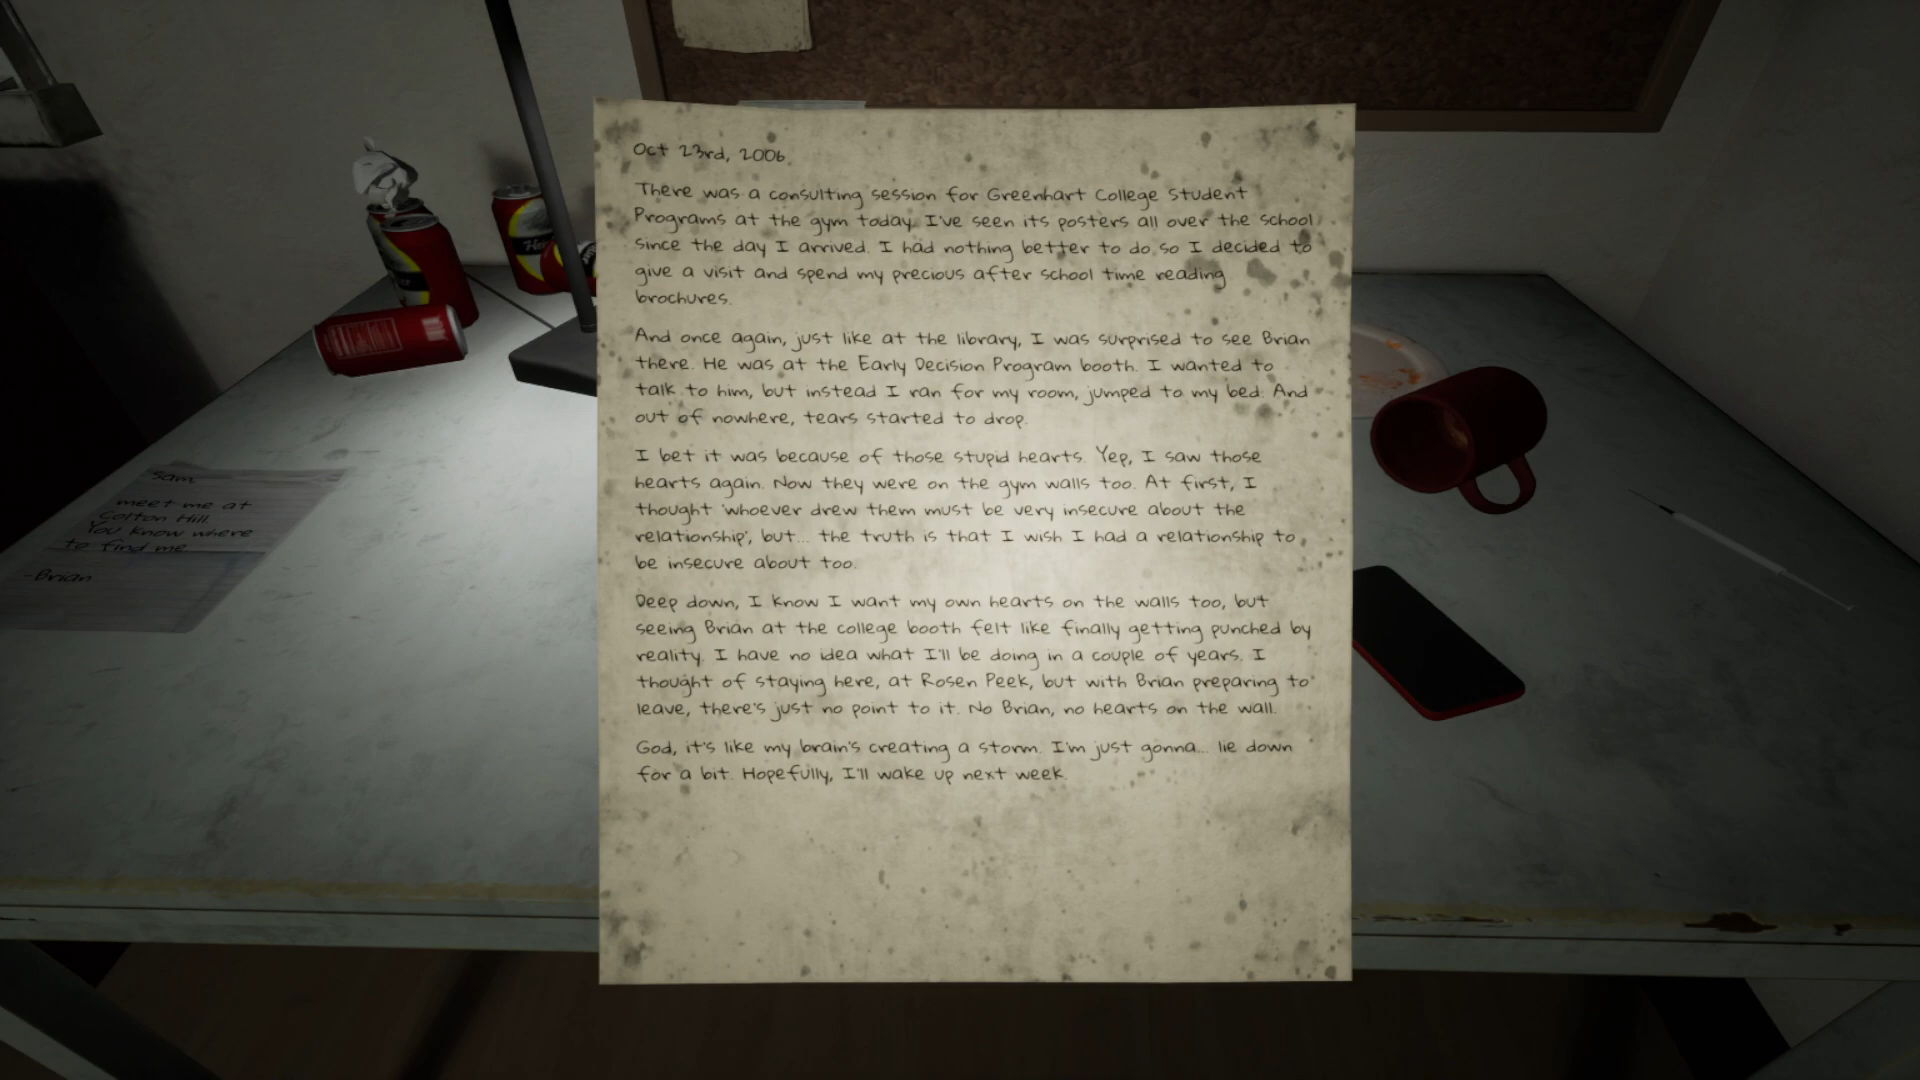 Oct 23rd, 2006
There was a consulting session for Greenhart College Student
Programs at the gym today. I've seen its posters all over the school
since the day I arrived. I had nothing better to do so I decided to
give a visit and spend my precious after school time reading
brochures.
And once again, just like at the library, I was surprised to see Brian
there. He was at the Early Decision Program booth. I wanted to
talk to him, but instead I ran for my room, jumped to my bed. And
out of nowhere, tears started to drop.
I bet it was because of those stupid hearts. Yep, I saw those
hearts again. Now they were on the gym walls too. At first, I
thought 'whoever drew them must be very insecure about the
relationship', but... the truth is that I wish I had a relationship to
be insecure about too.
Deep down, I know I want my own hearts on the walls too, but
seeing Brian at the college booth felt like finally getting punched by
reality. I have no idea what I'll be doing in a couple of years. I
thought of staying here, at Rosen Peek, but with Brian preparing to
leave, there's just no point to it. No Brian, no hearts on the wall.
God, it's like my brain's creating a storm. I'm just gonna... lie down
for a bit. Hopefully, I'll wake up next week.
Sam
meet me at
Colton Hill.
You know where
to find me
-Brian